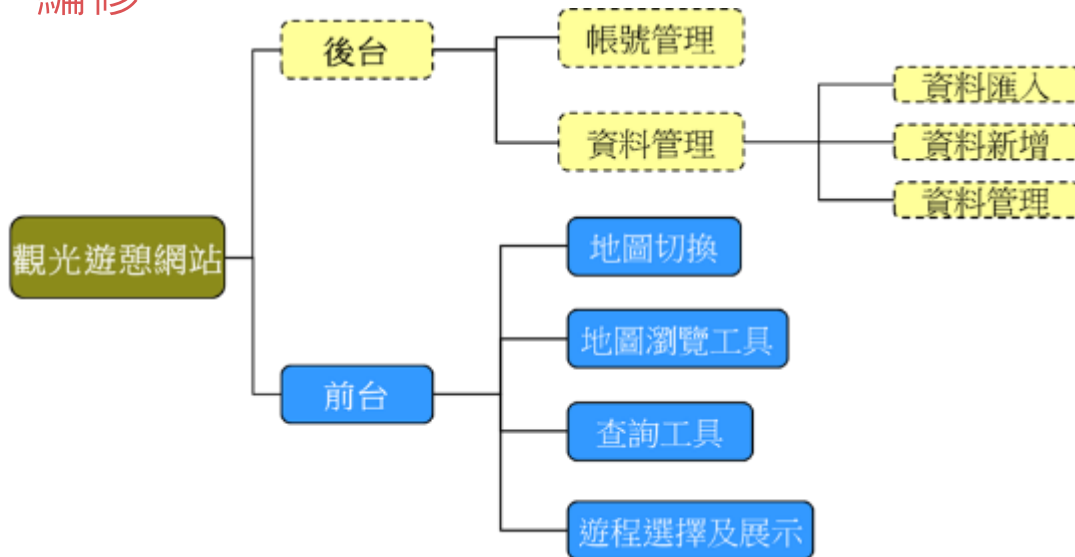 編修
後台
帳號管理
資料匯入
資料管理
資料新增
資料管理
觀光遊憩網站
地圖切換
地圖瀏覽工具
前台
查詢工具
遊程選擇及展示